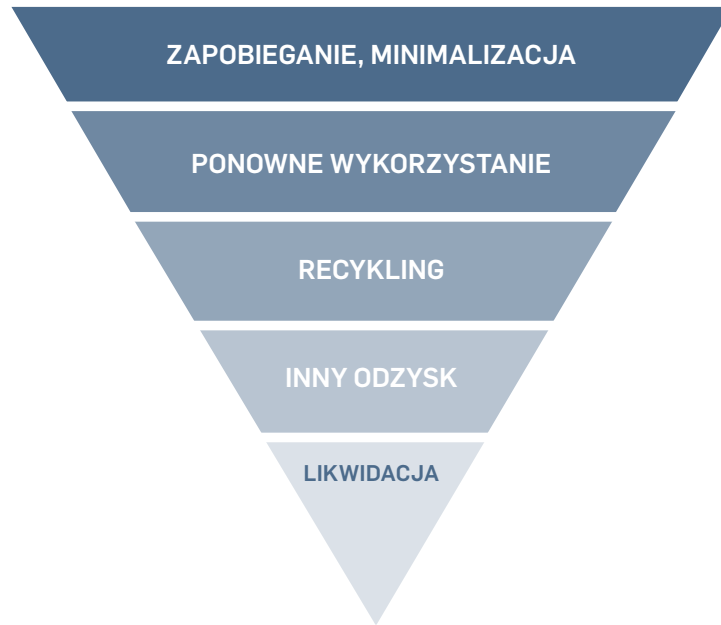 ZAPOBIEGANIE, MINIMALIZACJA
PONOWNE WYKORZYSTANIE
RECYKLING
INNY ODZYSK
LIKWIDACJA